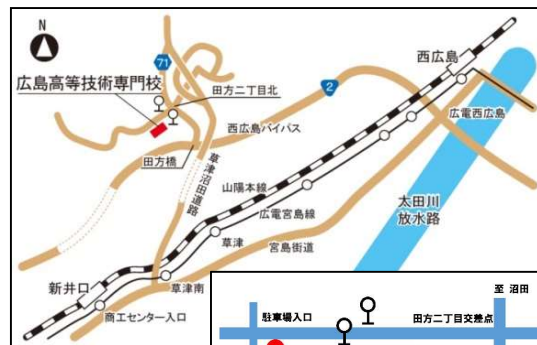 N
71
西広島
広島高等技術専門校
田方二丁目北
2
広電西広島
西広島バイパス
田方橋
草津沼田道路
山陽本線
広電宮島線
太田川
放水路
草津
宮島街道
新井口
草津南
商工センター入口
至 沼田
駐車場入口
田方二丁目交差点